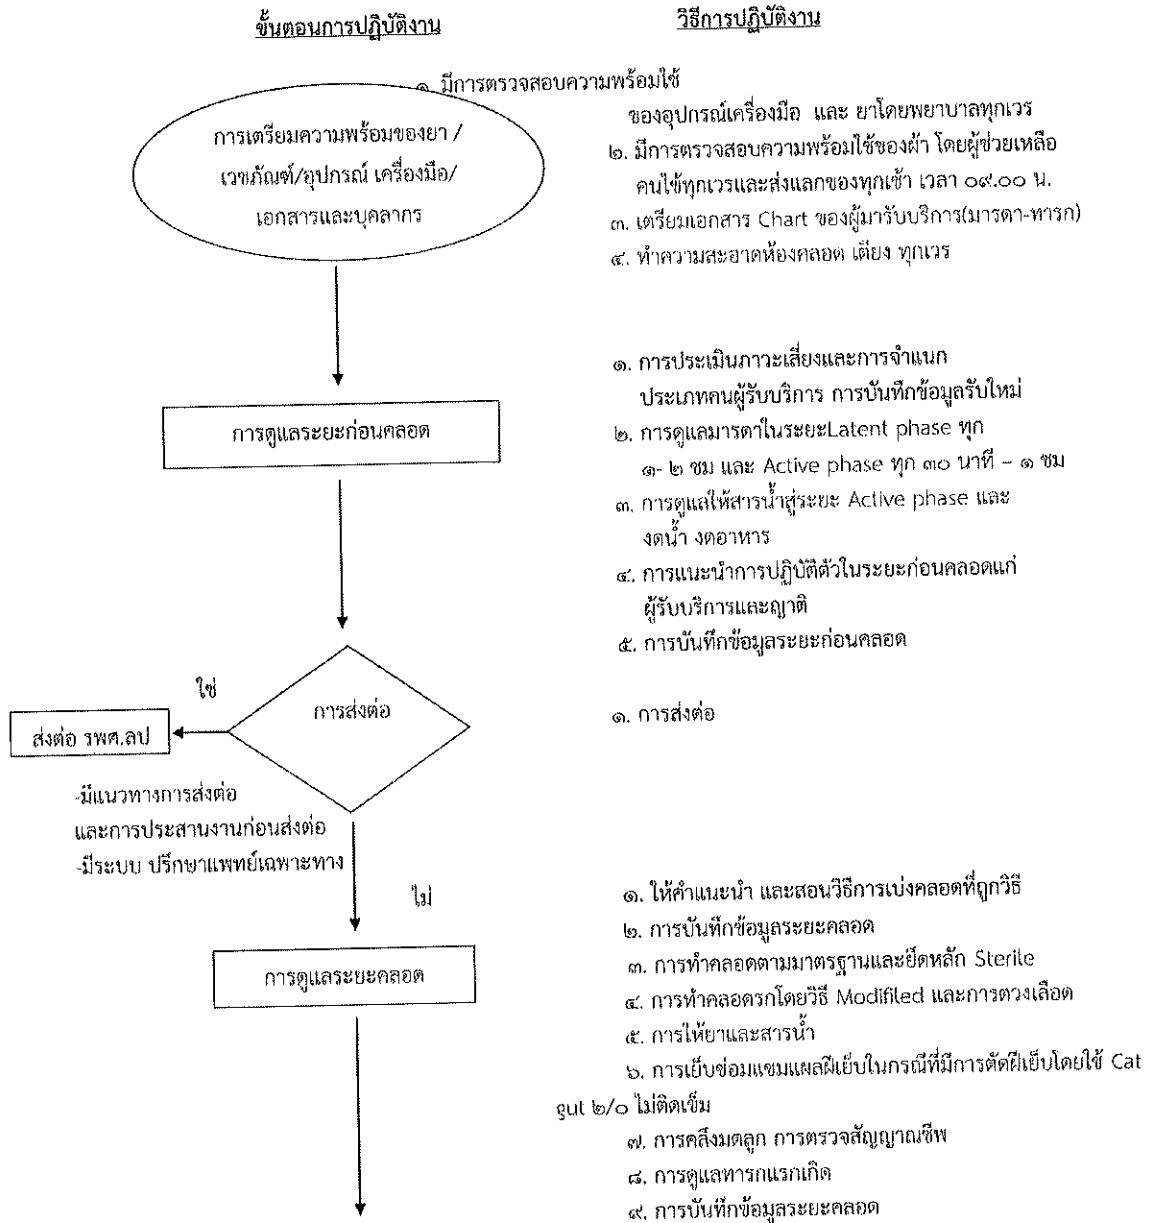 ขั้นตอนการปฏิบัติงาน
วิธีการปฏิบัติงาน
๑. มีการตรวจสอบความพร้อมใช้
ของอุปกรณ์เครื่องมือ และ ยาโดยพยาบาลทุกเวร
๒. มีการตรวจสอบความพร้อมใช้ของผ้า โดยผู้ช่วยเหลือ
คนไข้ทุกเวรและส่งแลกของทุกเช้า เวลา ๐๙.๐๐ น.
๓. เตรียมเอกสาร Chart ของผู้มารับบริการ(มารดา-ทารก)
๔. ทำความสะอาดห้องคลอด เตียง ทุกเวร
การเตรียมความพร้อมของยา /
เวชภัณฑ์/อุปกรณ์ เครื่องมือ/
เอกสารและบุคลากร
การดูแลระยะก่อนคลอด
๑. การประเมินภาวะเสี่ยงและการจำแนก
ประเภทคนผู้รับบริการ การบันทึกข้อมูลรับใหม่
๒. การดูแลมารดาในระยะLatent phase ทุก
๑- ๒ ชม และ Active phase ทุก ๓๐ นาที – ๑ ชม
๓. การดูแลให้สารน้ำสู่ระยะ Active phase และ
งดน้ำ งดอาหาร
๔. การแนะนำการปฏิบัติตัวในระยะก่อนคลอดแก่
ผู้รับบริการและญาติ
๕. การบันทึกข้อมูลระยะก่อนคลอด
ใช่
การส่งต่อ
ส่งต่อ รพศ.ลป
๑. การส่งต่อ
-มีแนวทางการส่งต่อ
และการประสานงานก่อนส่งต่อ
-มีระบบ ปรึกษาแพทย์เฉพาะทาง
ไม่
การดูแลระยะคลอด
๑. ให้คำแนะนำ และสอนวิธีการเบ่งคลอดที่ถูกวิธี
๒. การบันทึกข้อมูลระยะคลอด
๓. การทำคลอดตามมาตรฐานและยึดหลัก Sterile
๔. การทำคลอดรกโดยวิธี Modifiled และการตวงเลือด
๕. การให้ยาและสารน้ำ
๖. การเย็บซ่อมแซมแผลฝีเย็บในกรณีที่มีการตัดฝีเย็บโดยใช้ Cat
gut ๒/๐ ไม่ติดเข็ม
๗. การคลึงมดลูก การตรวจสัญญาณชีพ
๘. การดูแลทารกแรกเกิด
๙. การบันทึกข้อมูลระยะคลอด